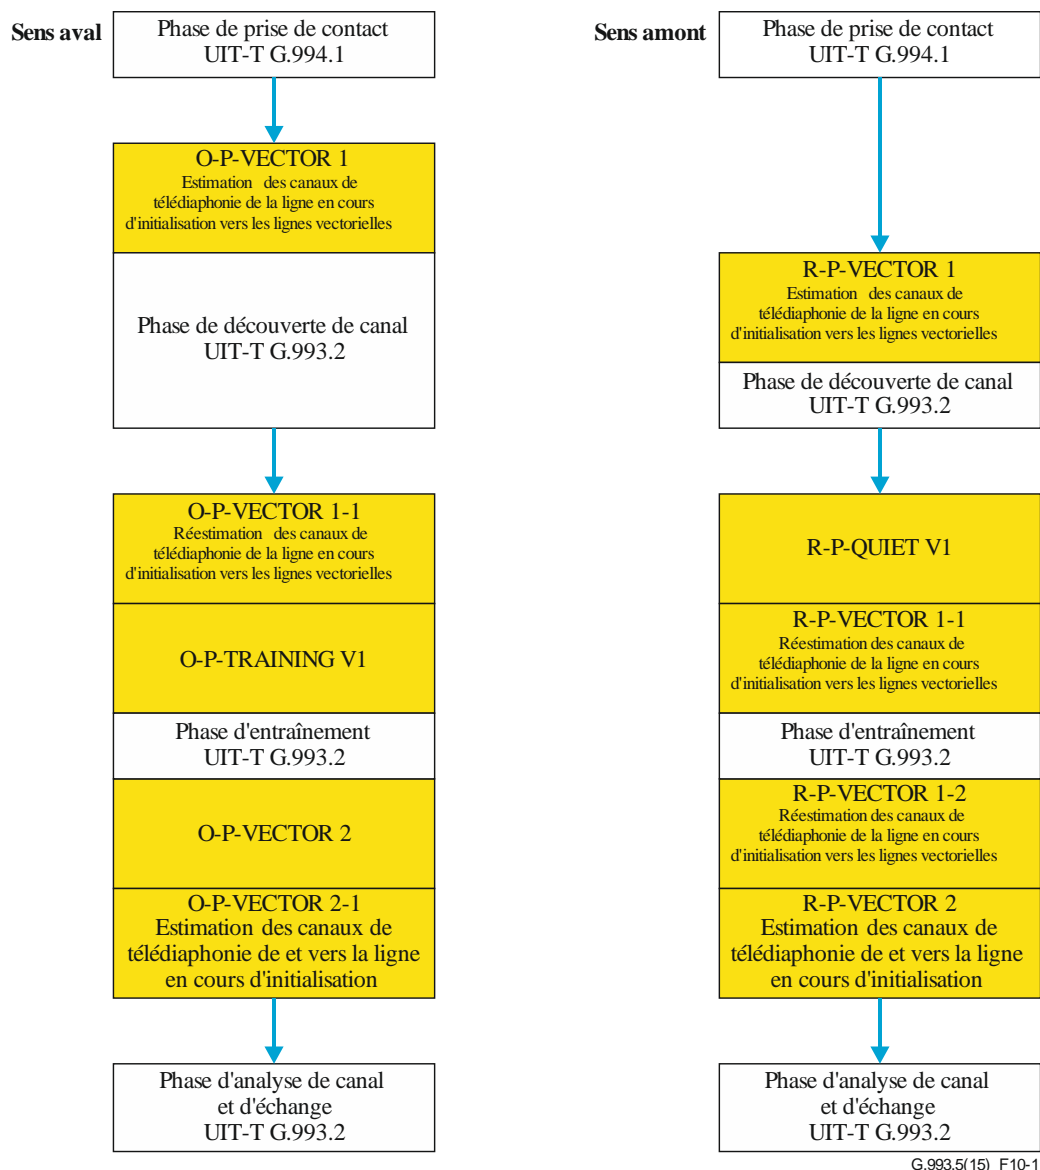 Sens aval
Phase de prise de contact
UIT-T G.994.1
O-P-VECTOR 1
Estimation des canaux de
télédiaphonie de la ligne en cours
d'initialisation vers les lignes vectorielles
Phase de découverte de canal
UIT-T G.993.2
O-P-VECTOR 1-1
Réestimation des canaux de
télédiaphonie de la ligne en cours
d'initialisation vers les lignes vectorielles
O-P-TRAINING V1
Phase d'entraînement
UIT-T G.993.2
O-P-VECTOR 2
O-P-VECTOR 2-1
Estimation des canaux de
télédiaphonie de et vers la ligne
en cours d'initialisation
Phase d'analyse de canal
et d'échange
UIT-T G.993.2
Sens amont
Phase de prise de contact
UIT-T G.994.1
R-P-VECTOR 1
Estimation des canaux de
télédiaphonie de la ligne en cours
d'initialisation vers les lignes vectorielles
Phase de découverte de canal
UIT-T G.993.2
R-P-QUIET V1
R-P-VECTOR 1-1
Réestimation des canaux de
télédiaphonie de la ligne en cours
d'initialisation vers les lignes vectorielles
Phase d'entraînement
UIT-T G.993.2
R-P-VECTOR 1-2
Réestimation des canaux de
télédiaphonie de la ligne en cours
d'initialisation vers les lignes vectorielles
R-P-VECTOR 2
Estimation des canaux de
télédiaphonie de et vers la ligne
en cours d'initialisation
Phase d'analyse de canal
et d'échange
UIT-T G.993.2
G.993.5(15)_F10-1